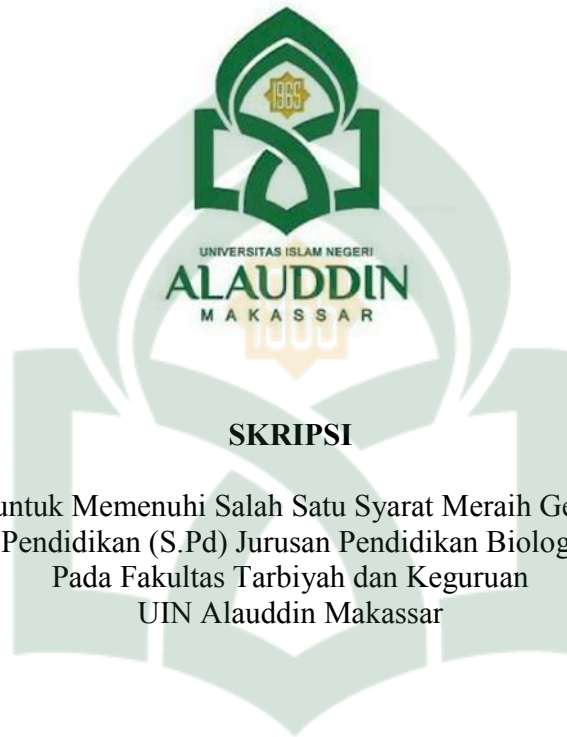 1965
UNIVERSITAS ISLAM NEGERI
ALAUDDIN
MAKASSAR
1965
SKRIPSI
untuk Memenuhi Salah Satu Syarat Meraih Ge
Pendidikan (S.Pd) Jurusan Pendidikan Biolog
Pada Fakultas Tarbiyah dan Keguruan
UIN Alauddin Makassar